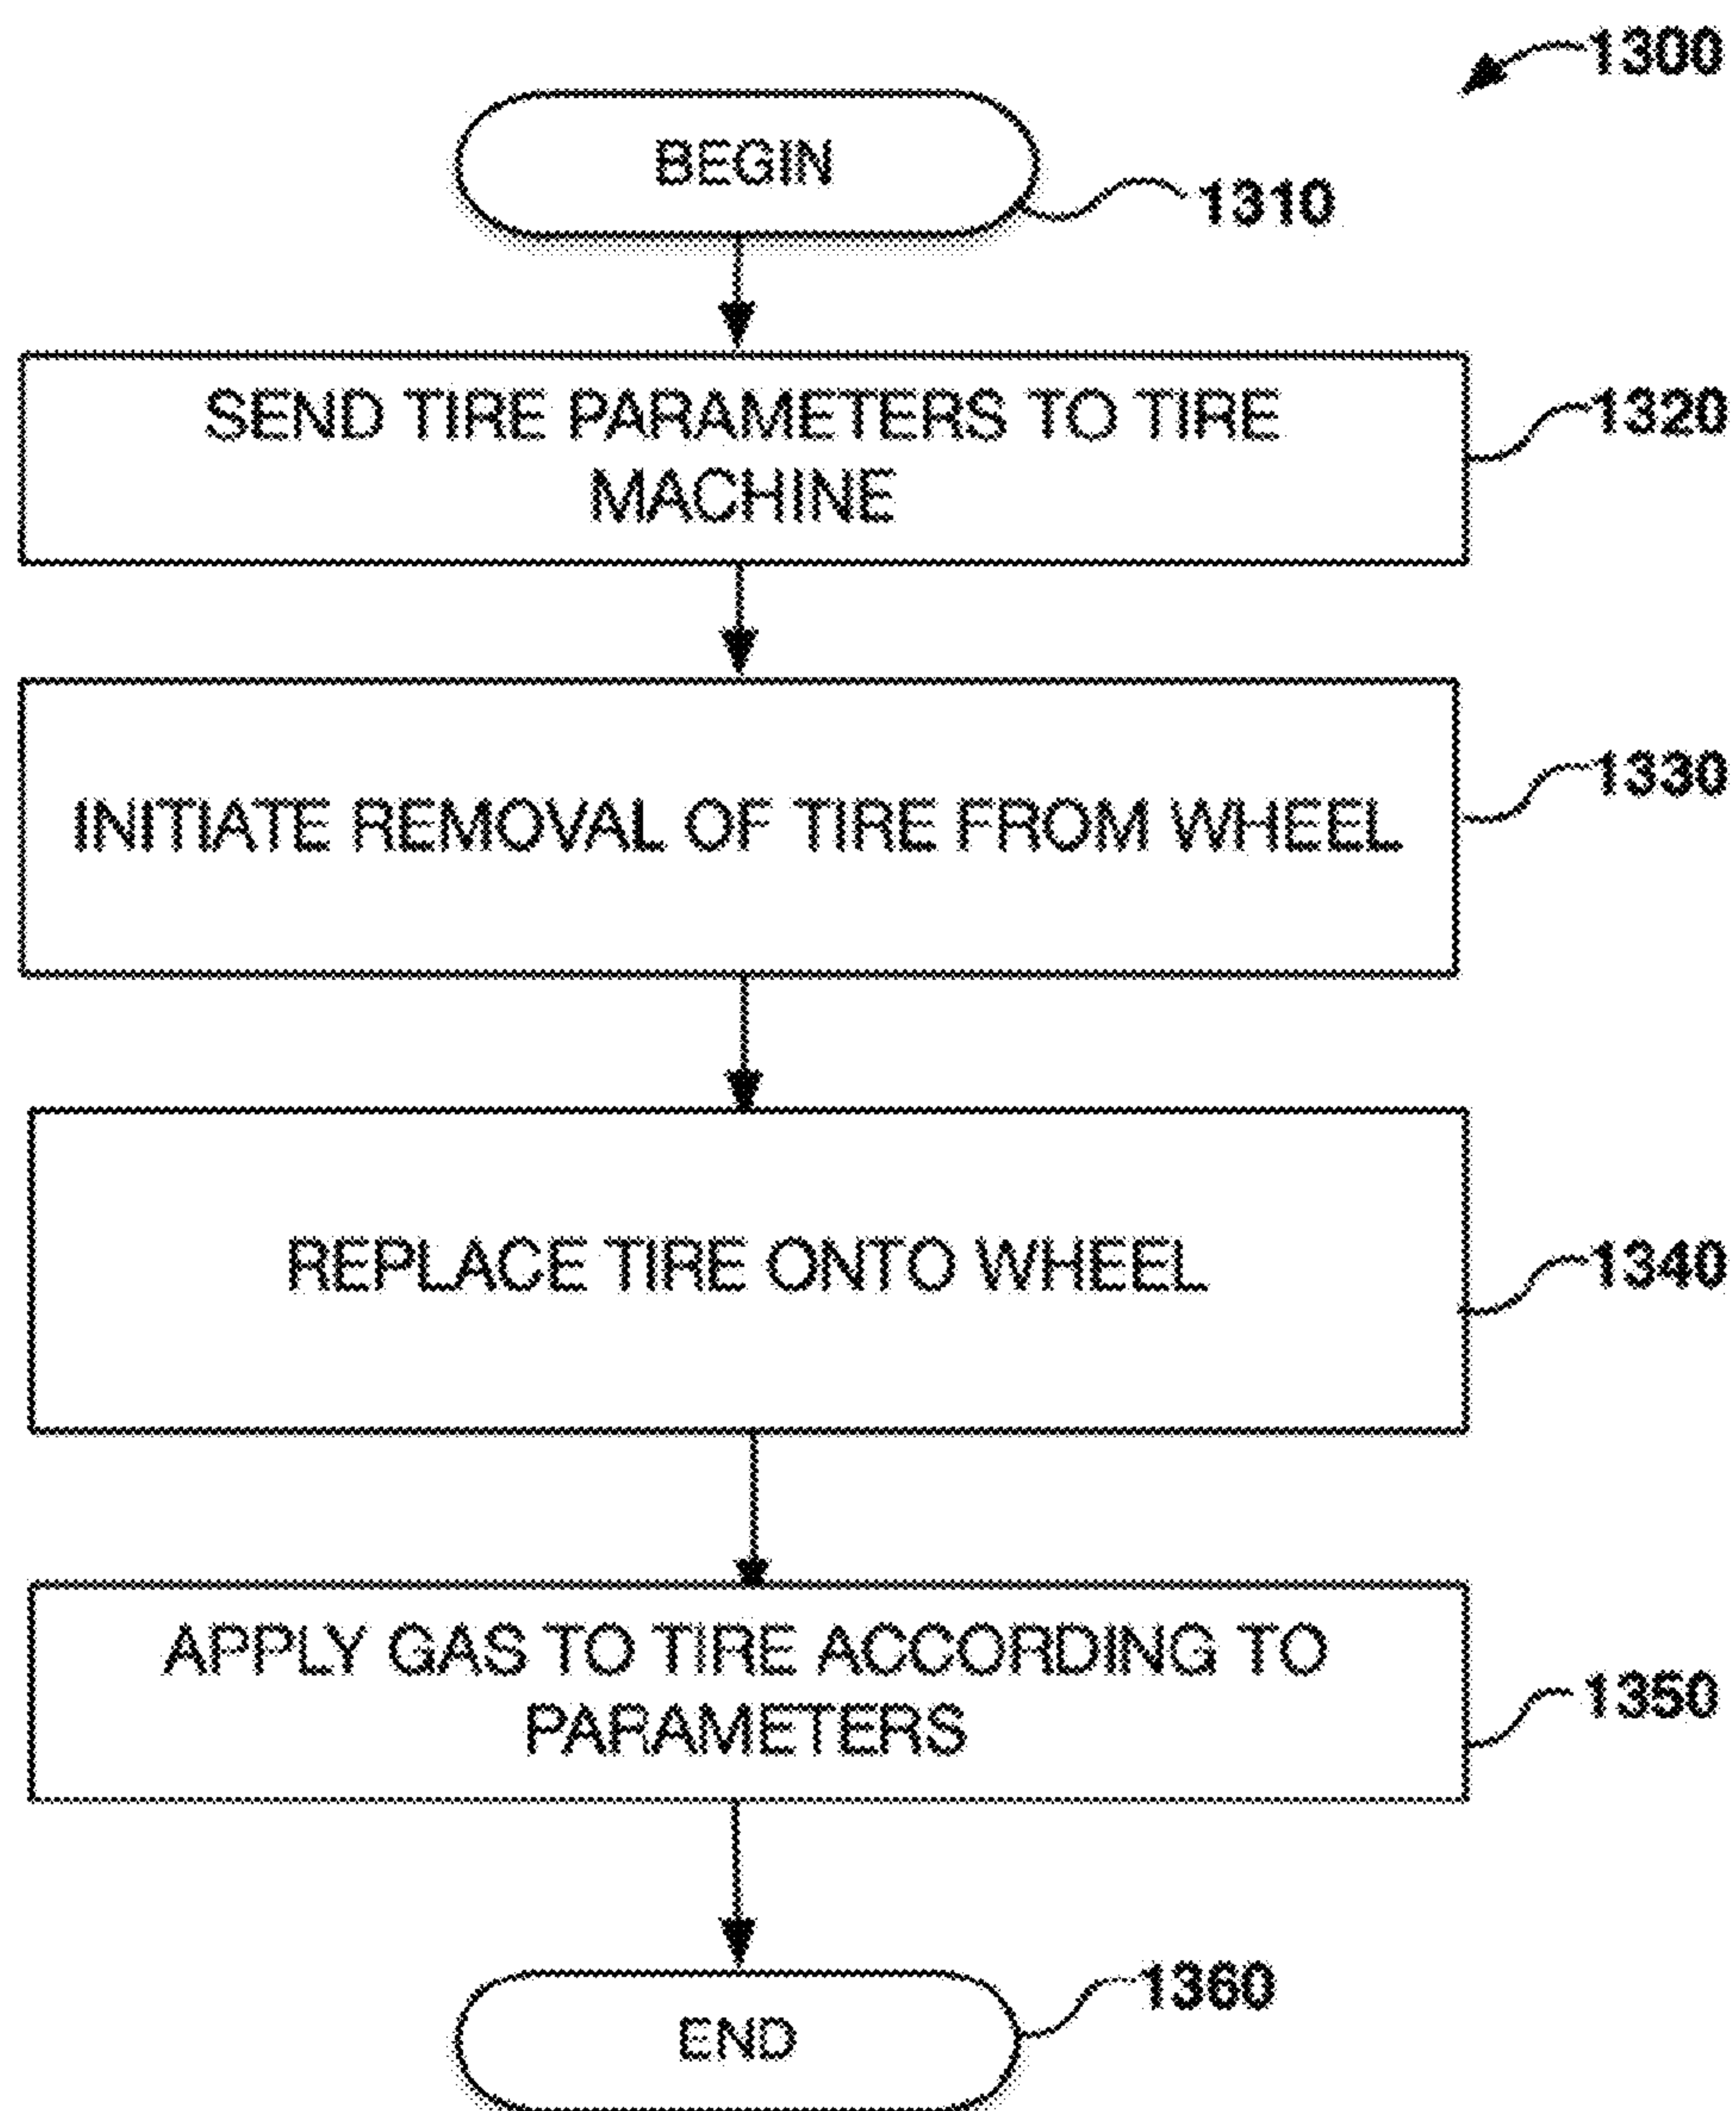 1300
BEGIN
1310
SEND TIRE PARAMETERS TO TIRE
MACHINE
1320
INITIATE REMOVAL OF TIRE FROM WHEEL
1330
REPLACE TIRE ONTO WHEEL
1340
APPLY GAS TO TIRE ACCORDING TO
PARAMETERS
1350
END
1360